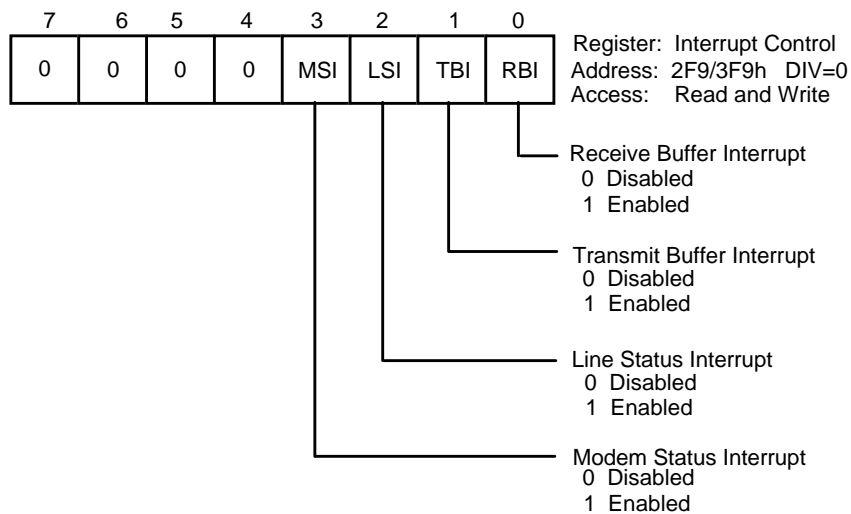 7 6 5 4 3 2 1 0
0 0 0 0 MSI LSI TBI RBI
Register: Interrupt Control
Address: 2F9/3F9h DIV=0
Access: Read and Write
Receive Buffer Interrupt
0 Disabled
1 Enabled
Transmit Buffer Interrupt
0 Disabled
1 Enabled
Line Status Interrupt
0 Disabled
1 Enabled
Modem Status Interrupt
0 Disabled
1 Enabled